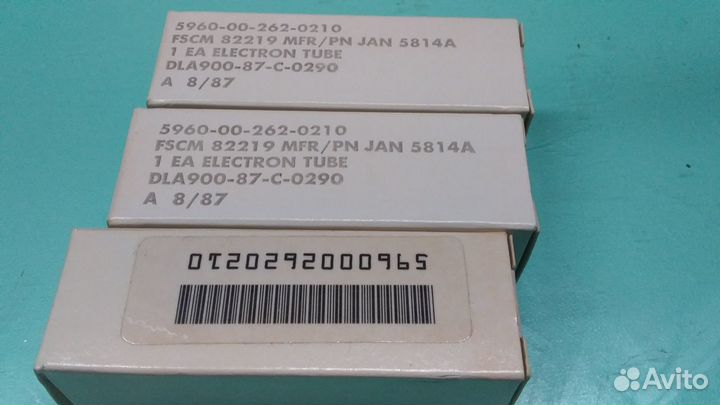 5960-00-262-0210
FSCM 82219 MFR/PN JAN 5814A
1 EA ELECTRON TUBE
DLA900-87-C-0290
A 8/87
5960-00-262-0210
FSCM 82219 MFR/PN JAN 5814A
1 EA ELECTRON TUBE
DLA900-87-C-0290
A 8/87
5960002620210
Avito